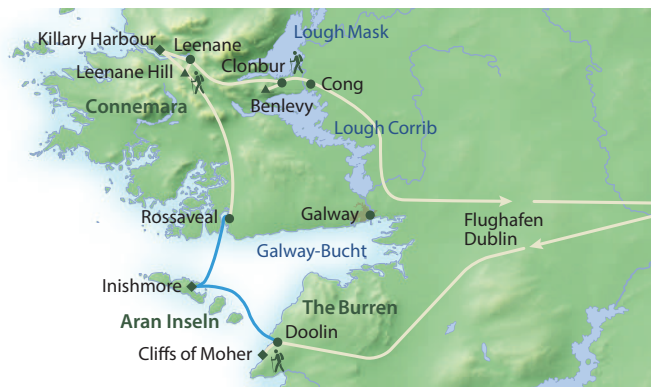 Killary Harbour
Leenane
Lough Mask
Leenane Hill
Clonbur
Cong
Benlevy
Connemara
Lough Corrib
Rossaveal
Galway
Flughafen
Dublin
Galway-Bucht
Inishmore
The Burren
Aran Inseln
Doolin
Cliffs of Moher